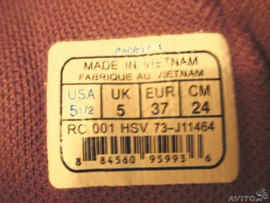 MADE IN VIETNAM
FABRIQUE AU VIETNAM
USA UK EUR CM
5 1/2 5 37 24
RC 001 HSV 73-J11464
8 84560 95993 6
AVITO